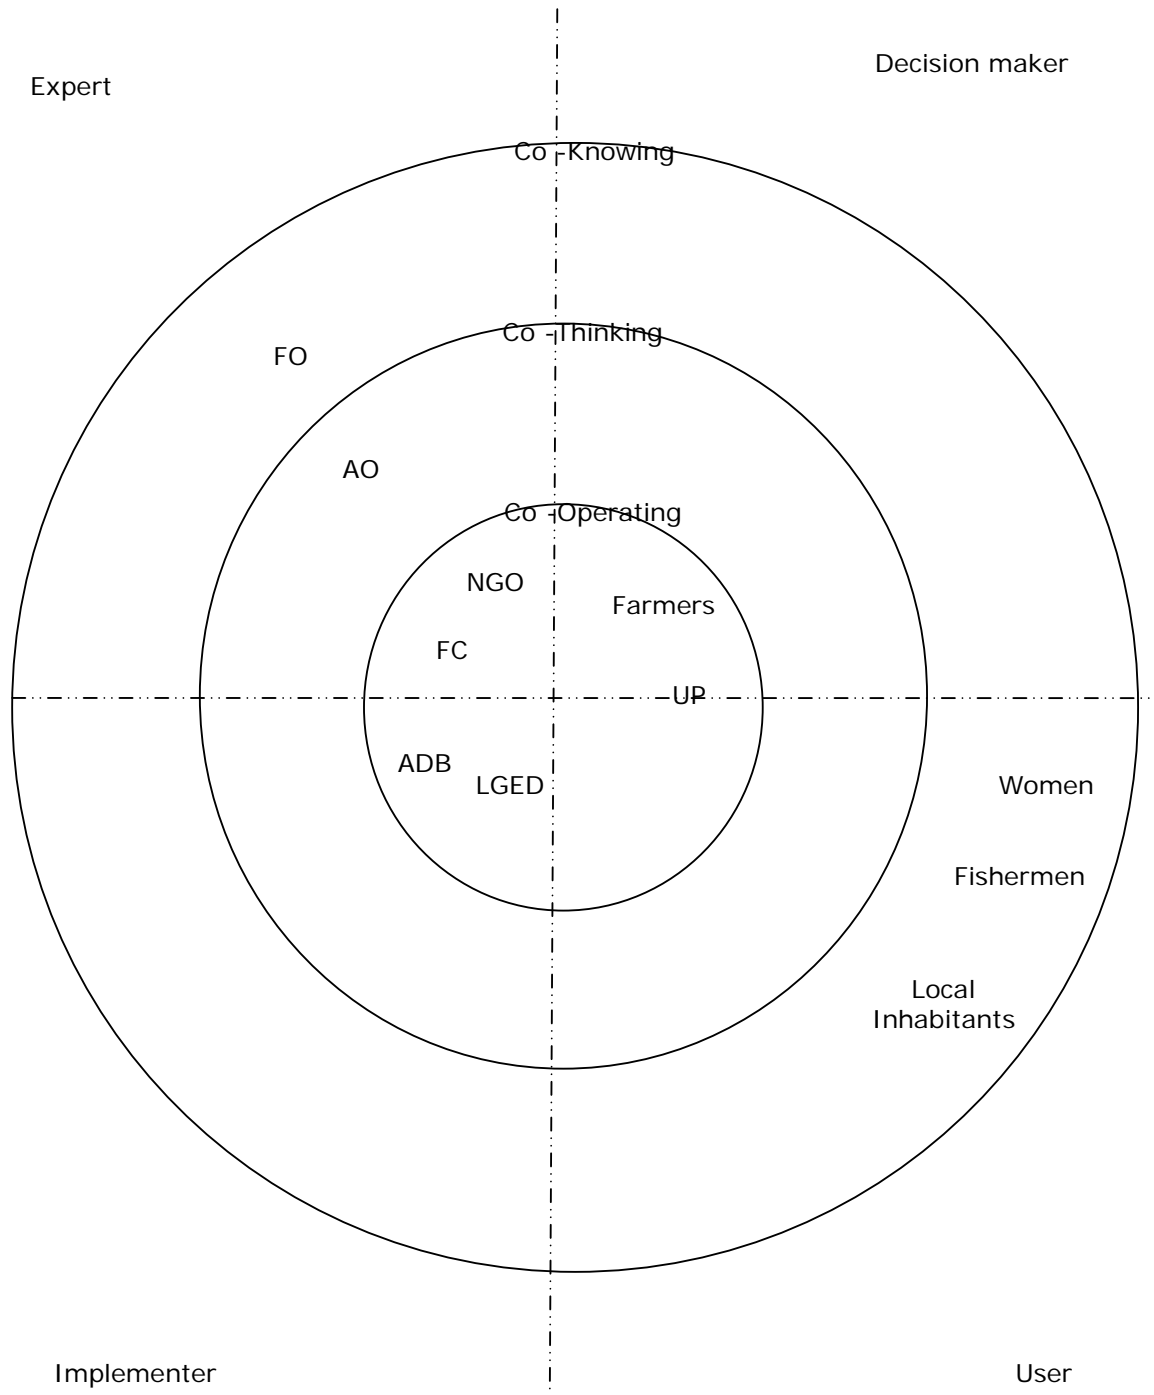 Decision maker
Expert
Co -Knowing
Co -Thinking
FO
AO
Co -Operating
NGO
Farmers
FC
UP
ADB
LGED
Women
Fishermen
Local
Inhabitants
Implementer
User